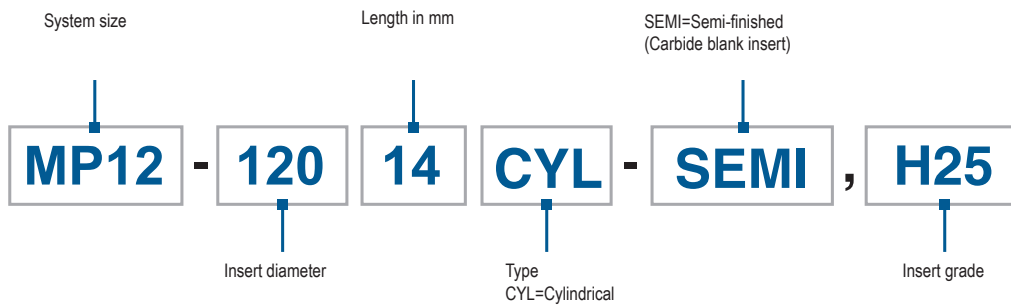 System size
Length in mm
SEMI=Semi-finished
(Carbide blank insert)
MP12 - 120 14 CYL - SEMI , H25
Insert diameter
Type
CYL=Cylindrical
Insert grade